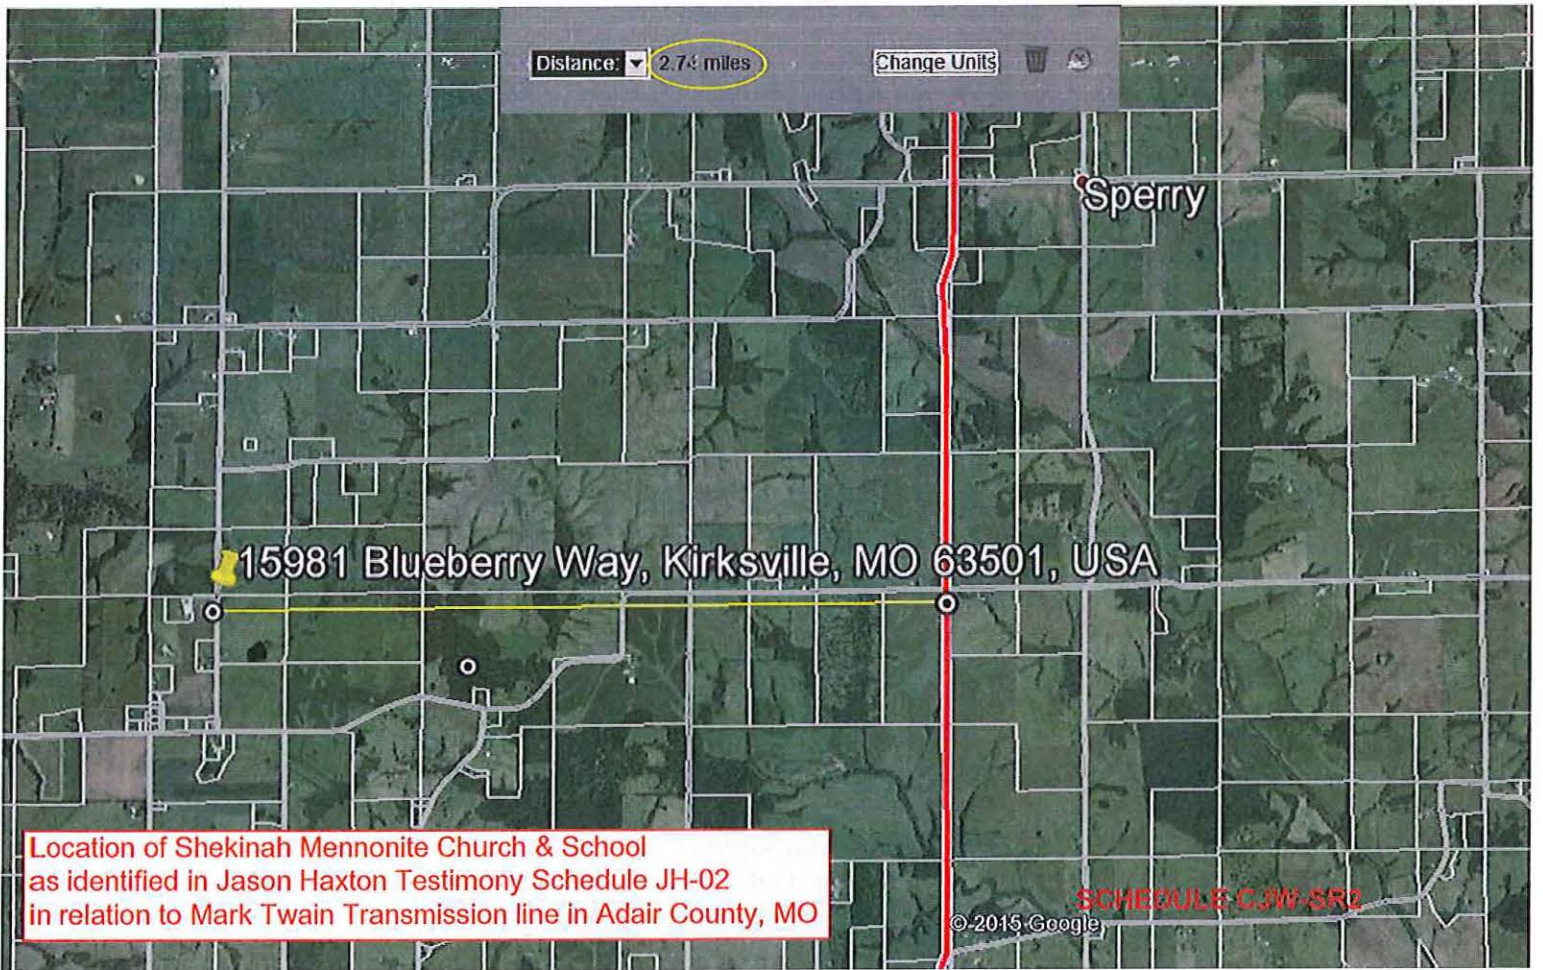 Distance: 2.74 miles Change Units
Sperry
15981 Blueberry Way, Kirksville, MO 63501, USA
Location of Shekinah Mennonite Church & School
as identified in Jason Haxton Testimony Schedule JH-02
in relation to Mark Twain Transmission line in Adair County, MO
SCHEDULE CJW-SR2
© 2015 Google